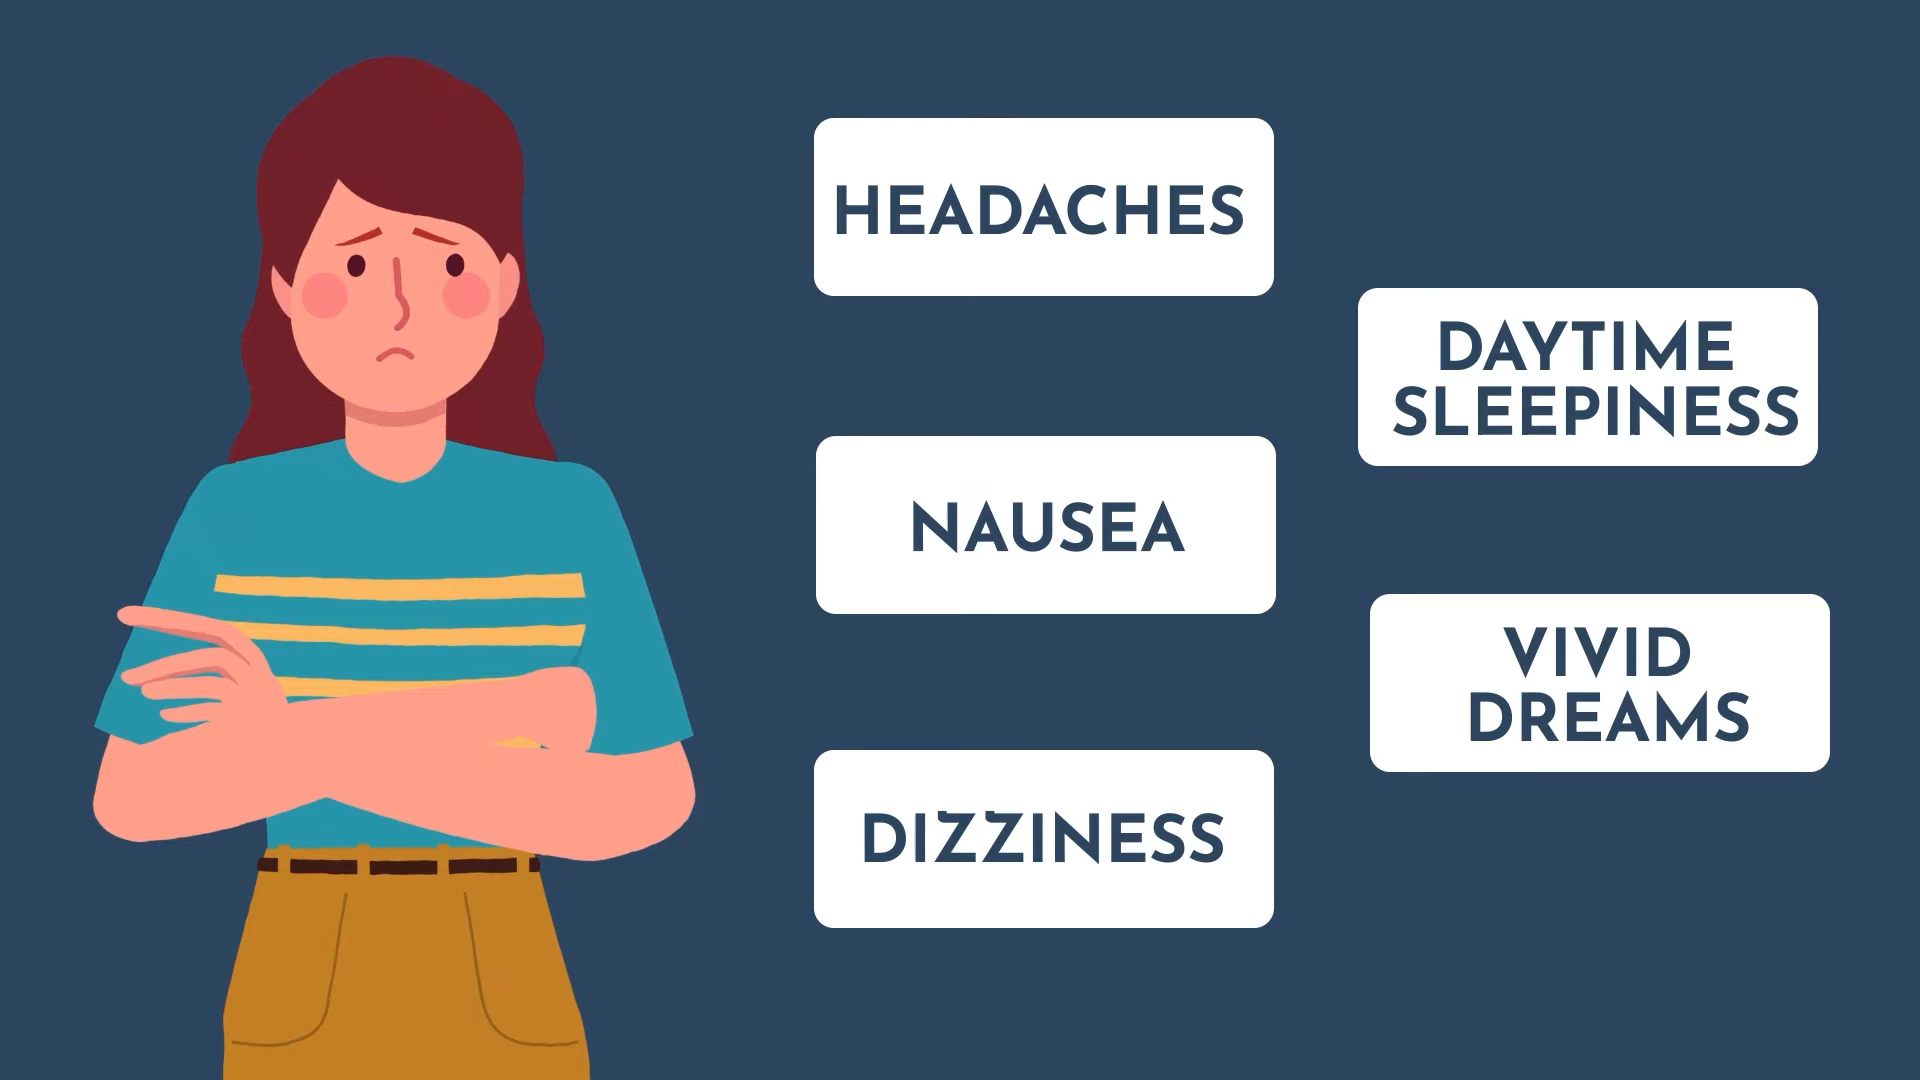 HEADACHES
NAUSEA
DIZZINESS
DAYTIME
SLEEPINESS
VIVID
DREAMS